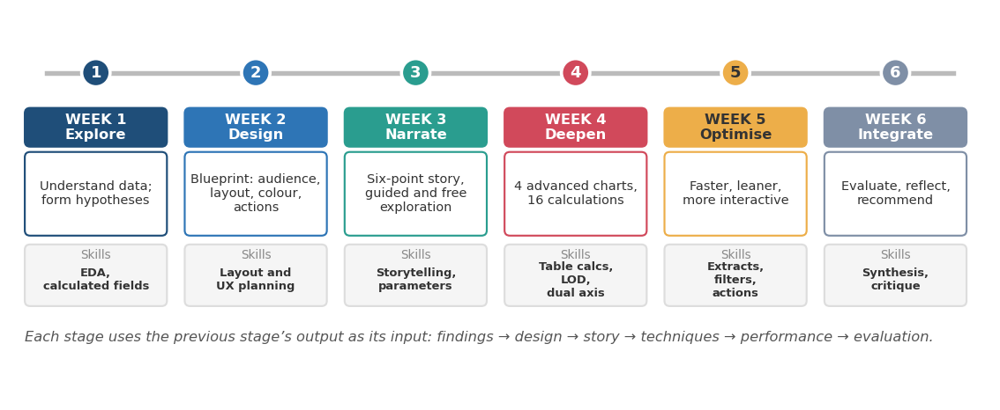 1
2
3
4
5
6
WEEK 1
Explore
WEEK 2
Design
WEEK 3
Narrate
WEEK 4
Deepen
WEEK 5
Optimise
WEEK 6
Integrate
Understand data;
form hypotheses
Blueprint: audience,
layout, colour,
actions
Six-point story,
guided and free
exploration
4 advanced charts,
16 calculations
Faster, leaner,
more interactive
Evaluate, reflect,
recommend
Skills
EDA,
calculated fields
Skills
Layout and
UX planning
Skills
Storytelling,
parameters
Skills
Table calcs,
LOD,
dual axis
Skills
Extracts,
filters,
actions
Skills
Synthesis,
critique
Each stage uses the previous stage’s output as its input: findings → design → story → techniques → performance → evaluation.